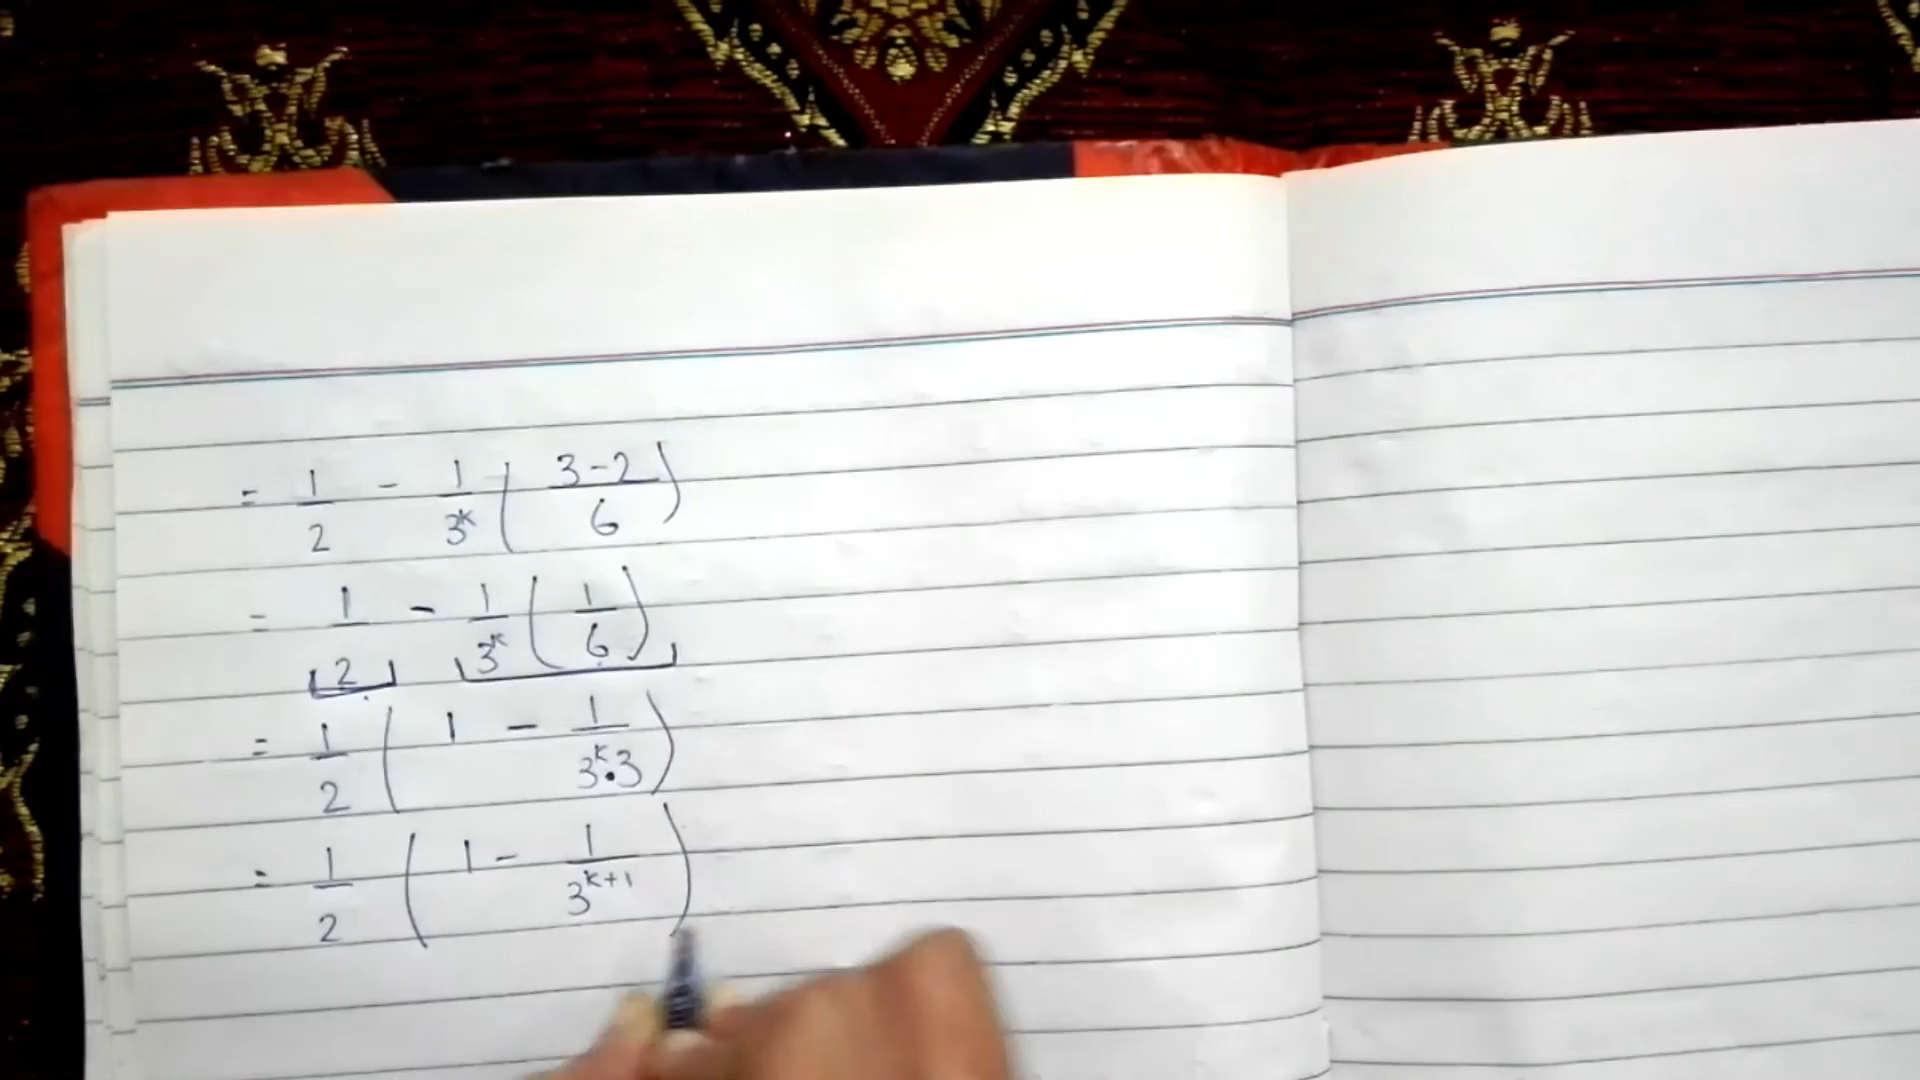 = 1/2 - 1/3^k ( (3-2)/6 )
= 1/2 - 1/3^k ( 1/6 )
= 1/2 ( 1 - 1/(3^k•3) )
= 1/2 ( 1 - 1/3^(k+1) )